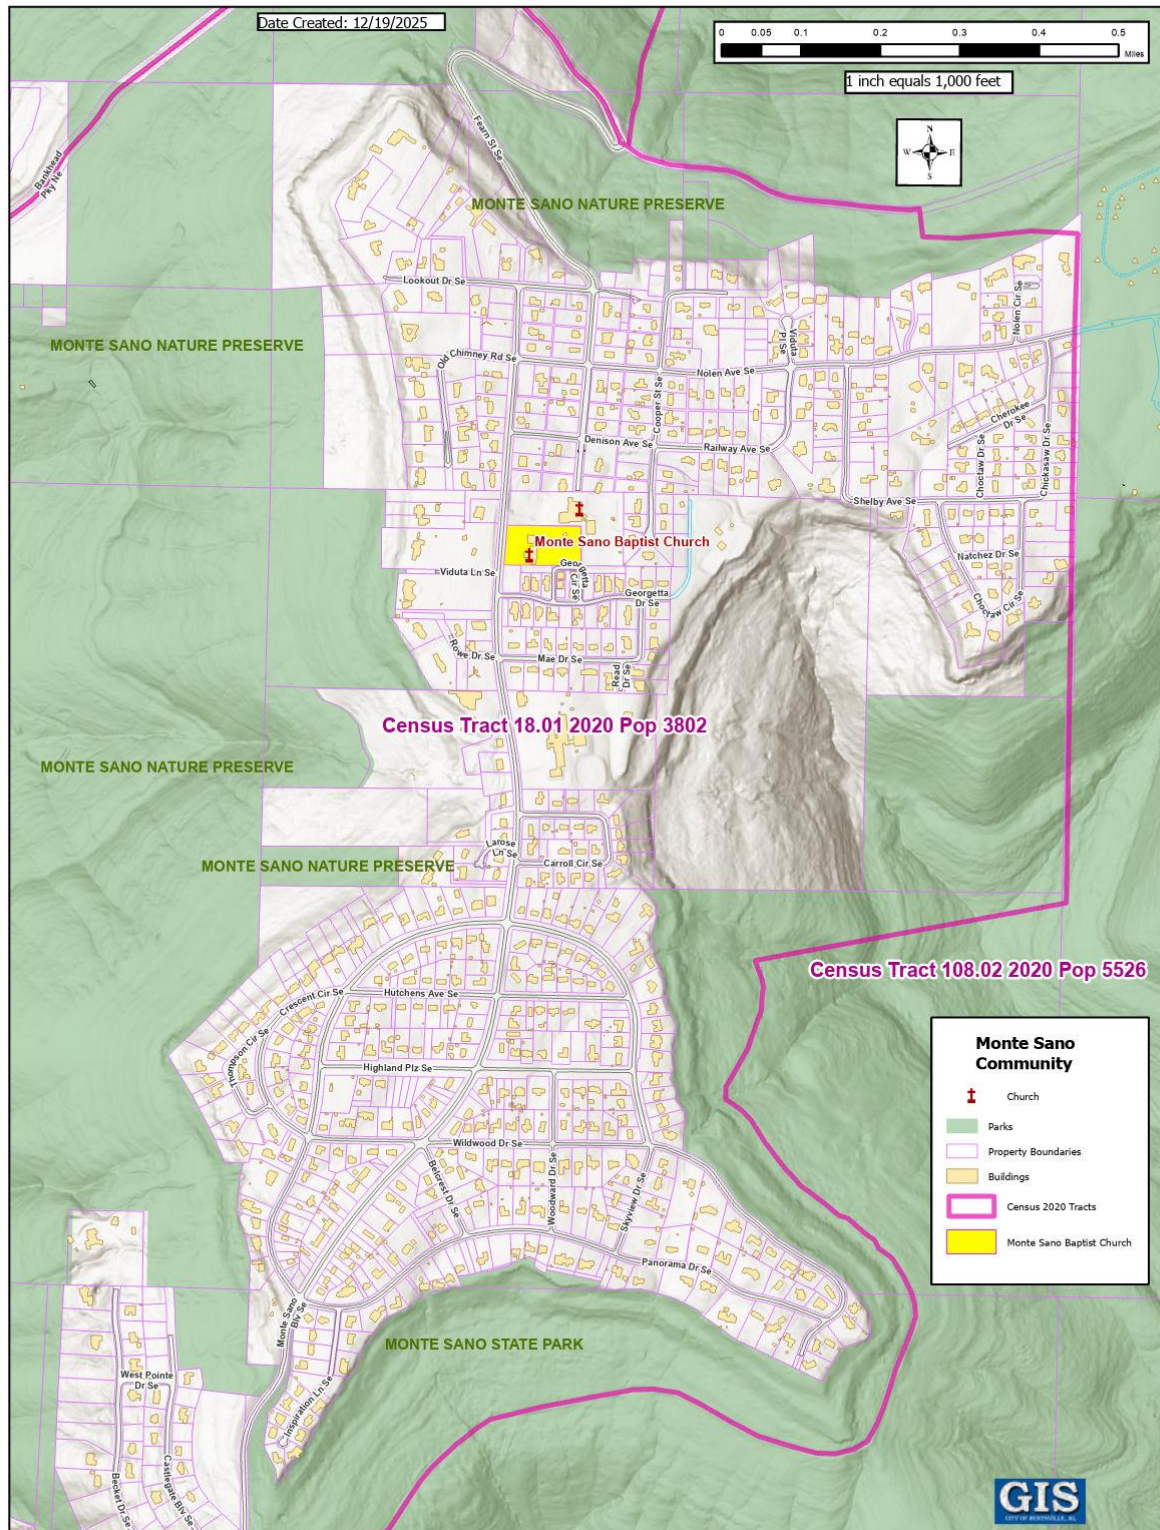 Date Created: 12/19/2025
0 0.05 0.1 0.2 0.3 0.4 0.5
Miles
1 inch equals 1,000 feet
N
W E
S
Bankhead
Pky Ne
Fearn St Se
MONTE SANO NATURE PRESERVE
Lookout Dr Se
Nolen Cir Se
MONTE SANO NATURE PRESERVE
Old Chimney Rd Se
Viduta
Pl Se
Nolen Ave Se
Cooper St Se
Cherokee
Dr Se
Denison Ave Se
Railway Ave Se
Choctaw Dr Se
Chickasaw Dr Se
Shelby Ave Se
Monte Sano Baptist Church
Natchez Dr Se
Viduta Ln Se
Georgetta
Cir Se
Georgetta
Dr Se
Choctaw Cir Se
Rowe Dr Se
Mae Dr Se
Read
Dr Se
Census Tract 18.01 2020 Pop 3802
MONTE SANO NATURE PRESERVE
Larose
Ln Se
Carroll Cir Se
MONTE SANO NATURE PRESERVE
Census Tract 108.02 2020 Pop 5526
Crescent Cir Se
Hutchens Ave Se
Thompson Cir Se
Highland Plz Se
Wildwood Dr Se
Belcrest Dr Se
Woodward Dr Se
Skyview Dr Se
Panorama Dr Se
Monte Sano
Blv Se
MONTE SANO STATE PARK
West Pointe
Dr Se
Inspiration Ln Se
Becket Dr Se
Castlegate Blv Se
Monte Sano
Community
Church
Parks
Property Boundaries
Buildings
Census 2020 Tracts
Monte Sano Baptist Church
GIS
CITY OF HUNTSVILLE, AL